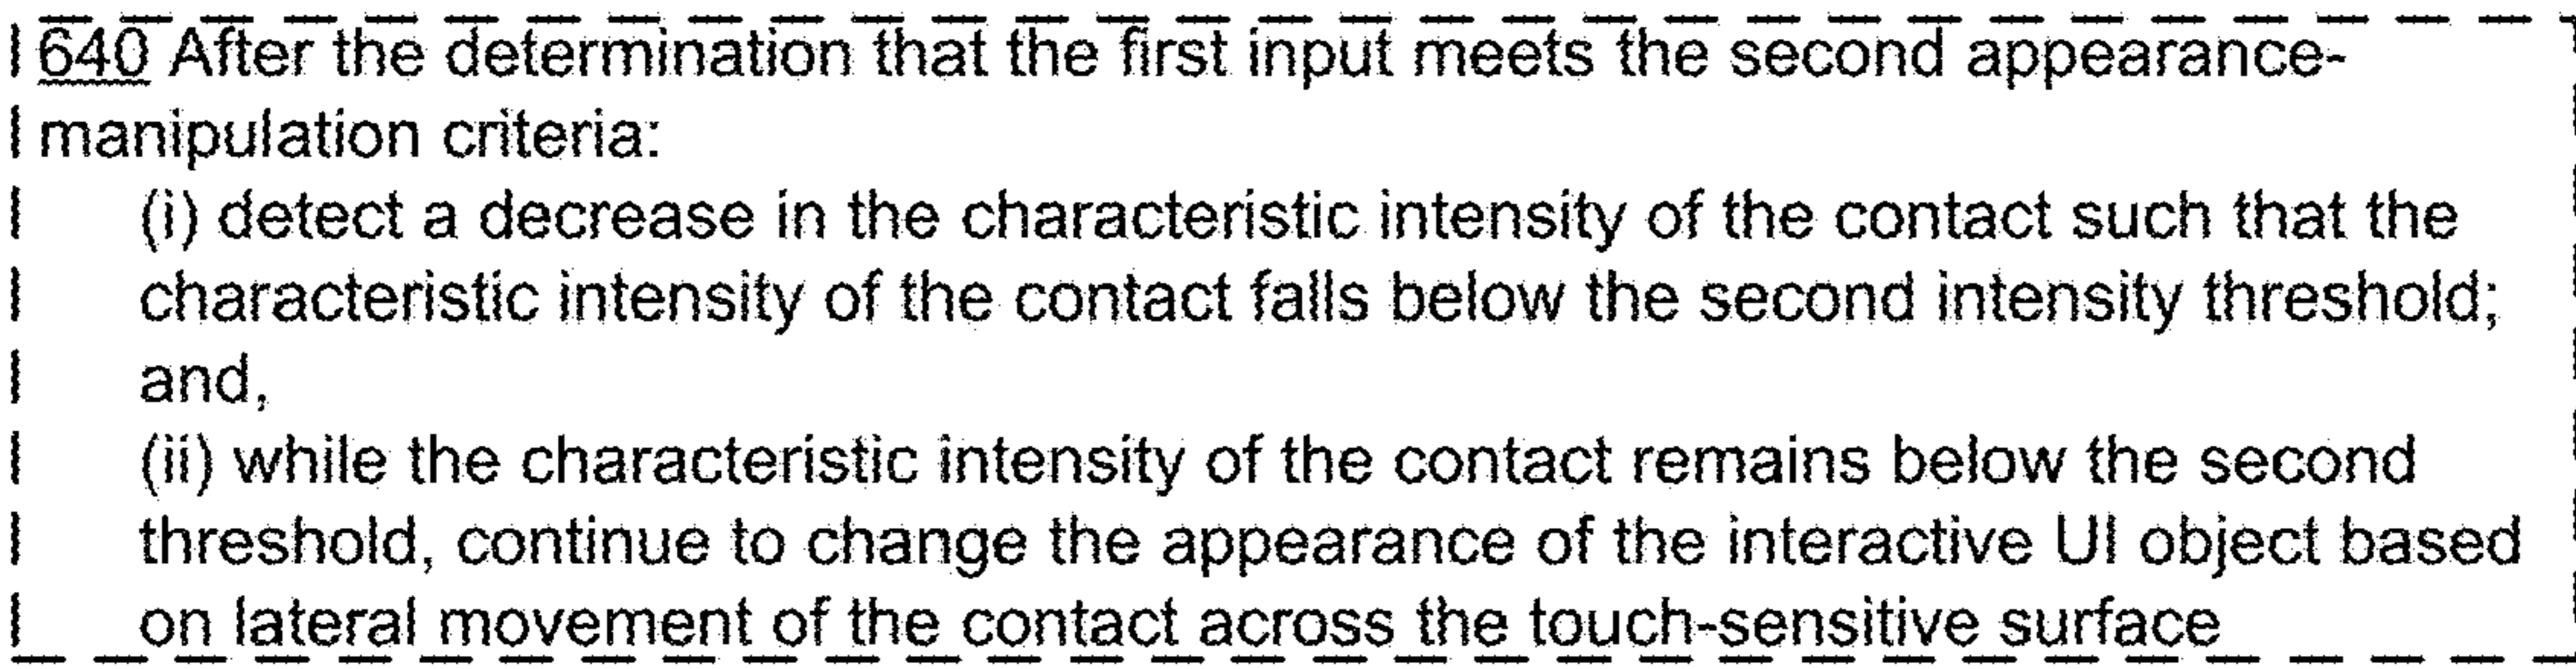 640 After the determination that the first input meets the second appearance-
manipulation criteria:
(i) detect a decrease in the characteristic intensity of the contact such that the
characteristic intensity of the contact falls below the second intensity threshold;
and,
(ii) while the characteristic intensity of the contact remains below the second
threshold, continue to change the appearance of the interactive UI object based
on lateral movement of the contact across the touch-sensitive surface